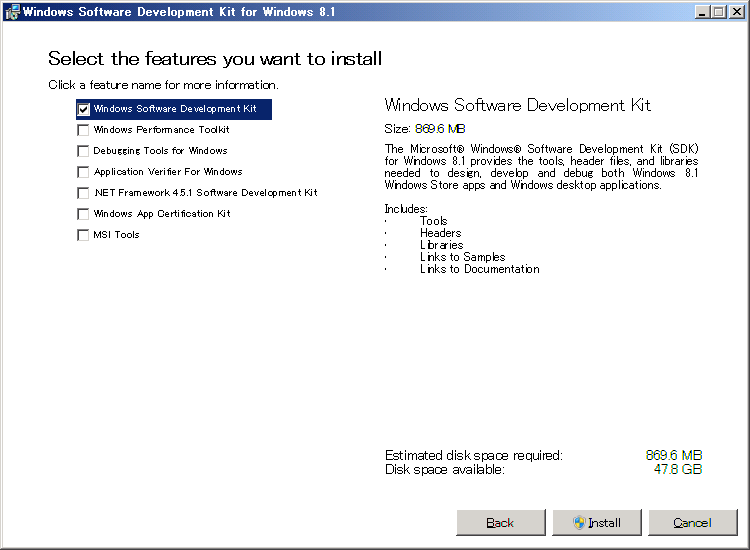 Windows Software Development Kit for Windows 8.1
Select the features you want to install
Click a feature name for more information.
Windows Software Development Kit
Windows Performance Toolkit
Debugging Tools for Windows
Application Verifier For Windows
.NET Framework 4.5.1 Software Development Kit
Windows App Certification Kit
MSI Tools
Windows Software Development Kit
Size: 869.6 MB
The Microsoft® Windows® Software Development Kit (SDK)
for Windows 8.1 provides the tools, header files, and libraries
needed to design, develop and debug both Windows 8.1
Windows Store apps and Windows desktop applications.
Includes:
· Tools
· Headers
· Libraries
· Links to Samples
· Links to Documentation
Estimated disk space required: 869.6 MB
Disk space available: 47.8 GB
Back Install Cancel